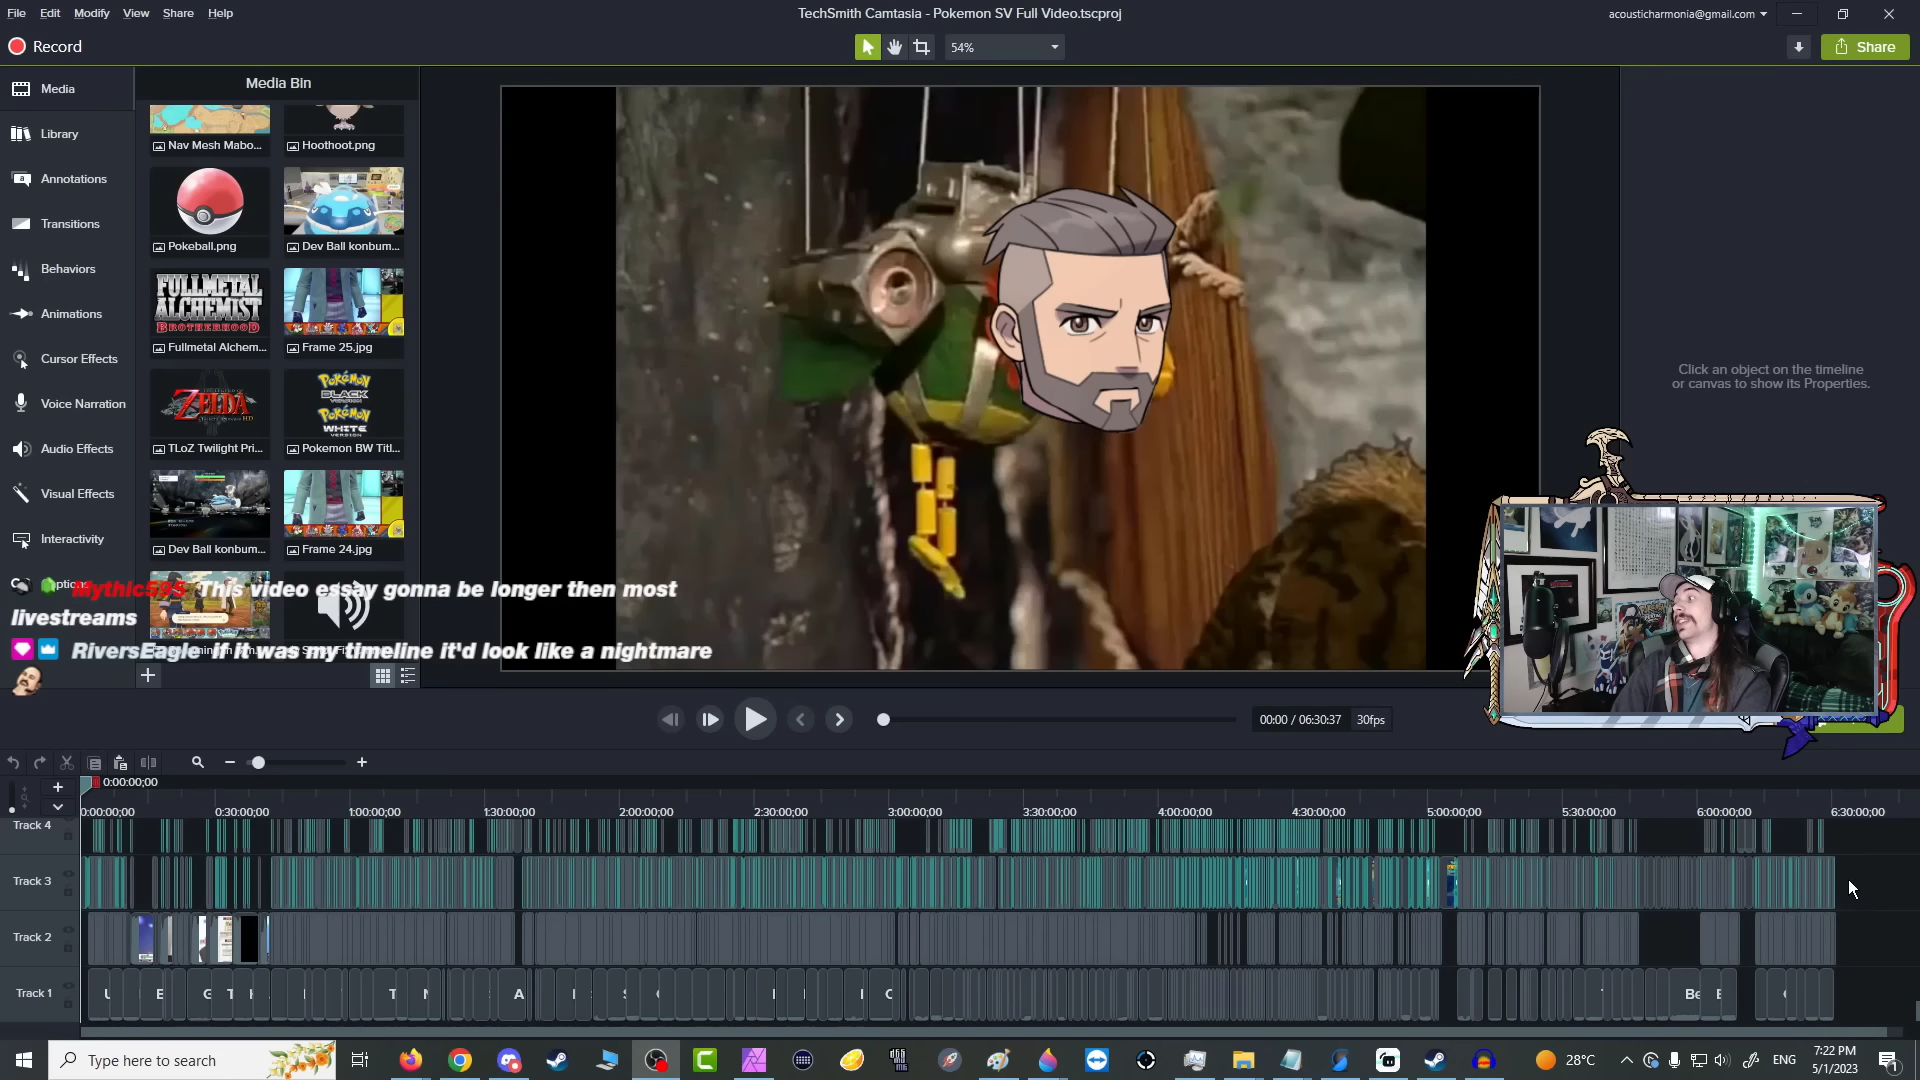 File Edit Modify View Share Help
TechSmith Camtasia - Pokemon SV Full Video.tscproj
acousticharmonia@gmail.com
Record
54%
Share
Media
Library
Annotations
Transitions
Behaviors
Animations
Cursor Effects
Voice Narration
Audio Effects
Visual Effects
Interactivity
Media Bin
Nav Mesh Mabo...
Hoothoot.png
Pokeball.png
Dev Ball konbum...
FULLMETAL
ALCHEMIST
BROTHERHOOD
Fullmetal Alchem...
Frame 25.jpg
ZELDA
Pokémon
BLACK
VERSION
Pokémon
WHITE
VERSION
TLoZ Twilight Pri...
Pokemon BW Titl...
Dev Ball konbum...
Frame 24.jpg
Click an object on the timeline
or canvas to show its Properties.
Mythic595 This video essay gonna be longer then most
livestreams
RiversEagle If it was my timeline it'd look like a nightmare
00:00 / 06:30:37 30fps
0:00:00;00
0:00:00;00 0:30:00;00 1:00:00;00 1:30:00;00 2:00:00;00 2:30:00;00 3:00:00;00 3:30:00;00 4:00:00;00 4:30:00;00 5:00:00;00 5:30:00;00 6:00:00;00 6:30:00;00
Track 4
Track 3
Track 2
Track 1
Type here to search
28°C
ENG
7:22 PM
5/1/2023